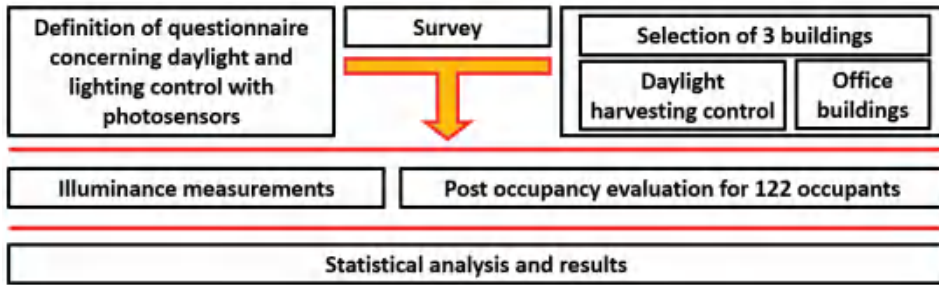 Definition of questionnaire
concerning daylight and
lighting control with
photosensors
Survey
Selection of 3 buildings
Daylight
harvesting control
Office
buildings
Illuminance measurements
Post occupancy evaluation for 122 occupants
Statistical analysis and results